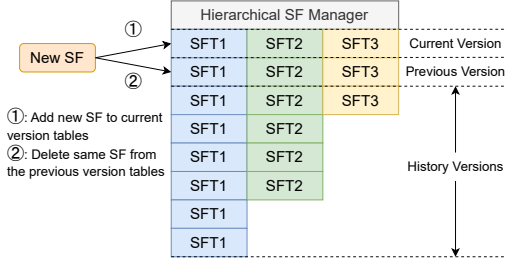 Hierarchical SF Manager
①
New SF
②
SFT1 SFT2 SFT3 Current Version
SFT1 SFT2 SFT3 Previous Version
SFT1 SFT2 SFT3
SFT1 SFT2
SFT1 SFT2
SFT1 SFT2
SFT1
SFT1
History Versions
①: Add new SF to current
version tables
②: Delete same SF from
the previous version tables